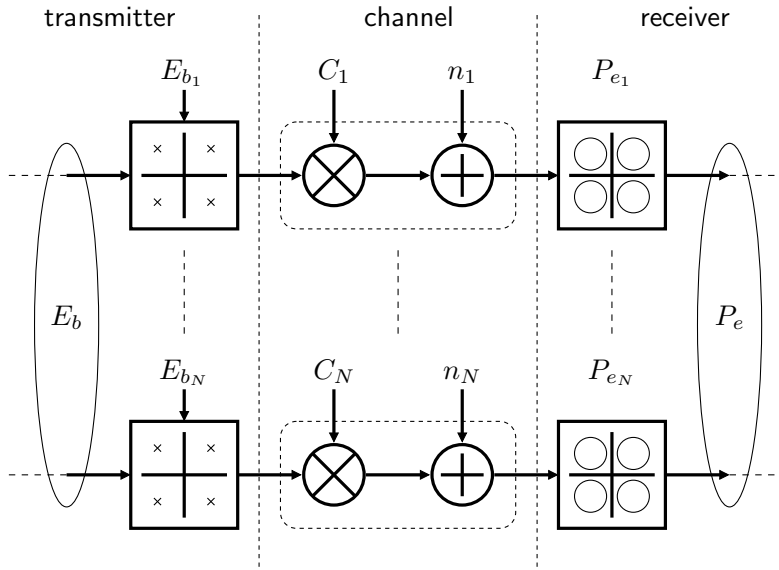 transmitter channel receiver
E_{b_1} C_1 n_1 P_{e_1}
E_b P_e
E_{b_N} C_N n_N P_{e_N}